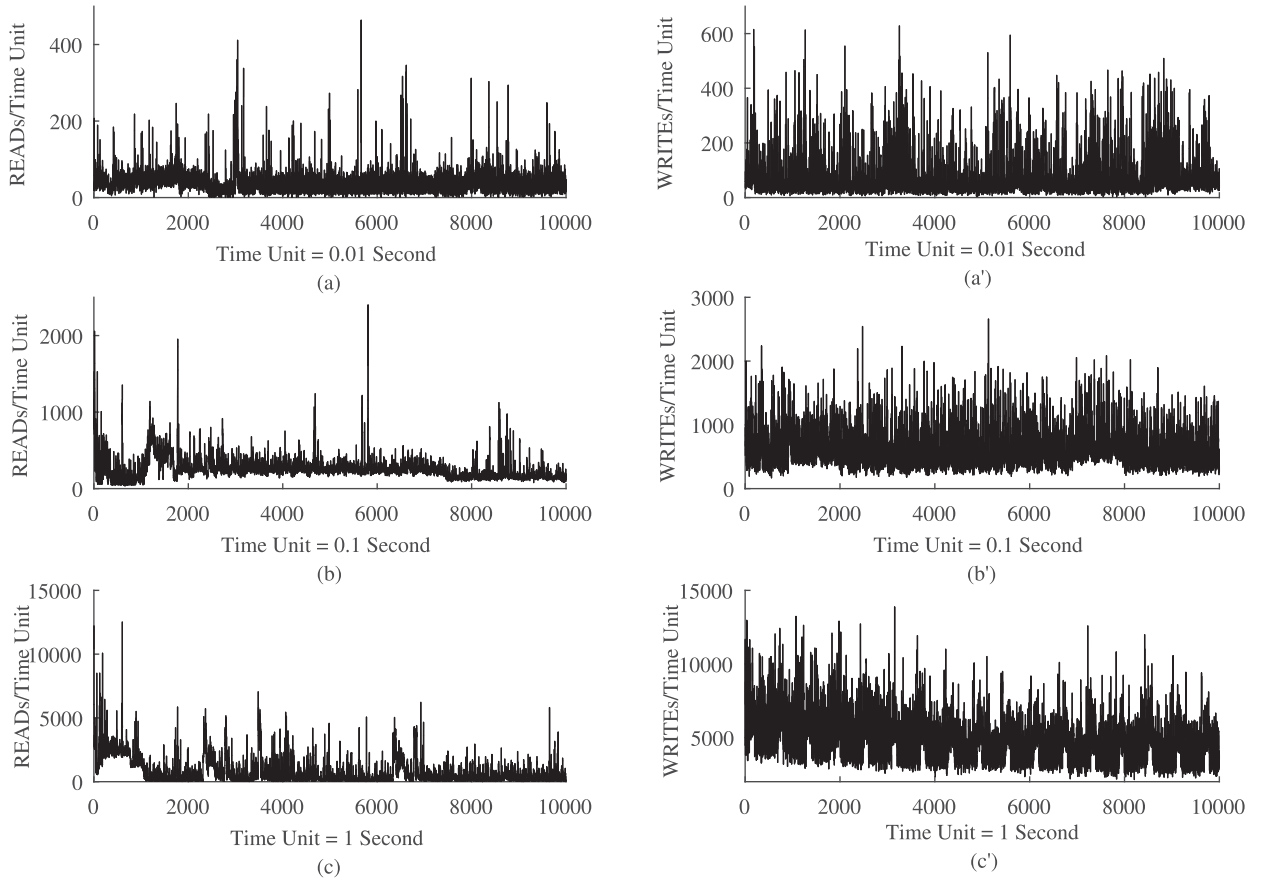 READs/Time Unit
400
200
0
0 2000 4000 6000 8000 10000
Time Unit = 0.01 Second
(a)
WRITEs/Time Unit
600
400
200
0
0 2000 4000 6000 8000 10000
Time Unit = 0.01 Second
(a')
READs/Time Unit
2000
1000
0
0 2000 4000 6000 8000 10000
Time Unit = 0.1 Second
(b)
WRITEs/Time Unit
3000
2000
1000
0
0 2000 4000 6000 8000 10000
Time Unit = 0.1 Second
(b')
READs/Time Unit
15000
10000
5000
0
0 2000 4000 6000 8000 10000
Time Unit = 1 Second
(c)
WRITEs/Time Unit
15000
10000
5000
0 2000 4000 6000 8000 10000
Time Unit = 1 Second
(c')